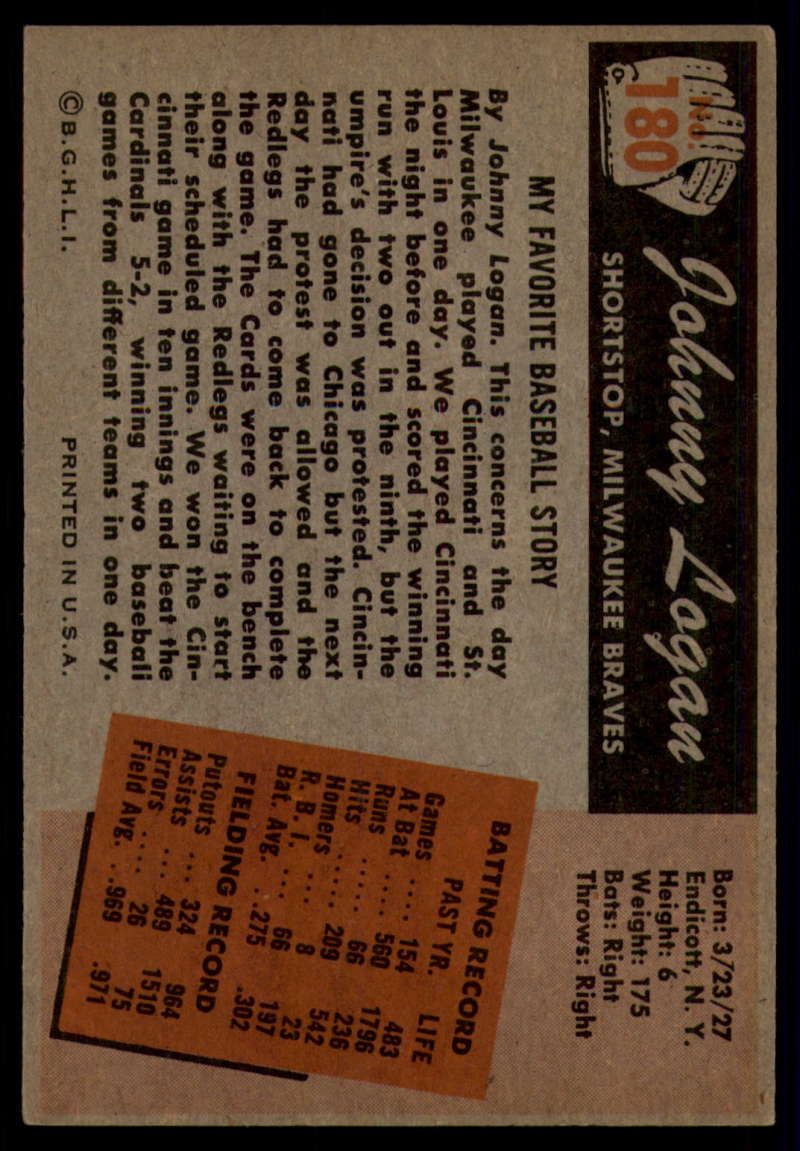 No.
180
Johnny Logan
SHORTSTOP, MILWAUKEE BRAVES
Born: 3/23/27
Endicott, N. Y.
Height: 6
Weight: 175
Bats: Right
Throws: Right
MY FAVORITE BASEBALL STORY
By Johnny Logan. This concerns the day
Milwaukee played Cincinnati and St.
Louis in one day. We played Cincinnati
the night before and scored the winning
run with two out in the ninth, but the
umpire's decision was protested. Cincin-
nati had gone to Chicago but the next
day the protest was allowed and the
Redlegs had to come back to complete
the game. The Cards were on the bench
along with the Redlegs waiting to start
their scheduled game. We won the Cin-
cinnati game in ten innings and beat the
Cardinals 5-2, winning two baseball
games from different teams in one day.
© B.G.H.L.I. PRINTED IN U.S.A.
BATTING RECORD
PAST YR. LIFE
Games .... 154 483
At Bat .... 560 1796
Runs ..... 66 236
Hits ..... 209 542
Homers .... 8 23
R. B. I. ... 66 197
Bat. Avg. ..275 .302
FIELDING RECORD
Putouts ... 324 964
Assists ... 489 1510
Errors .... 26 75
Field Avg. ..969 .971